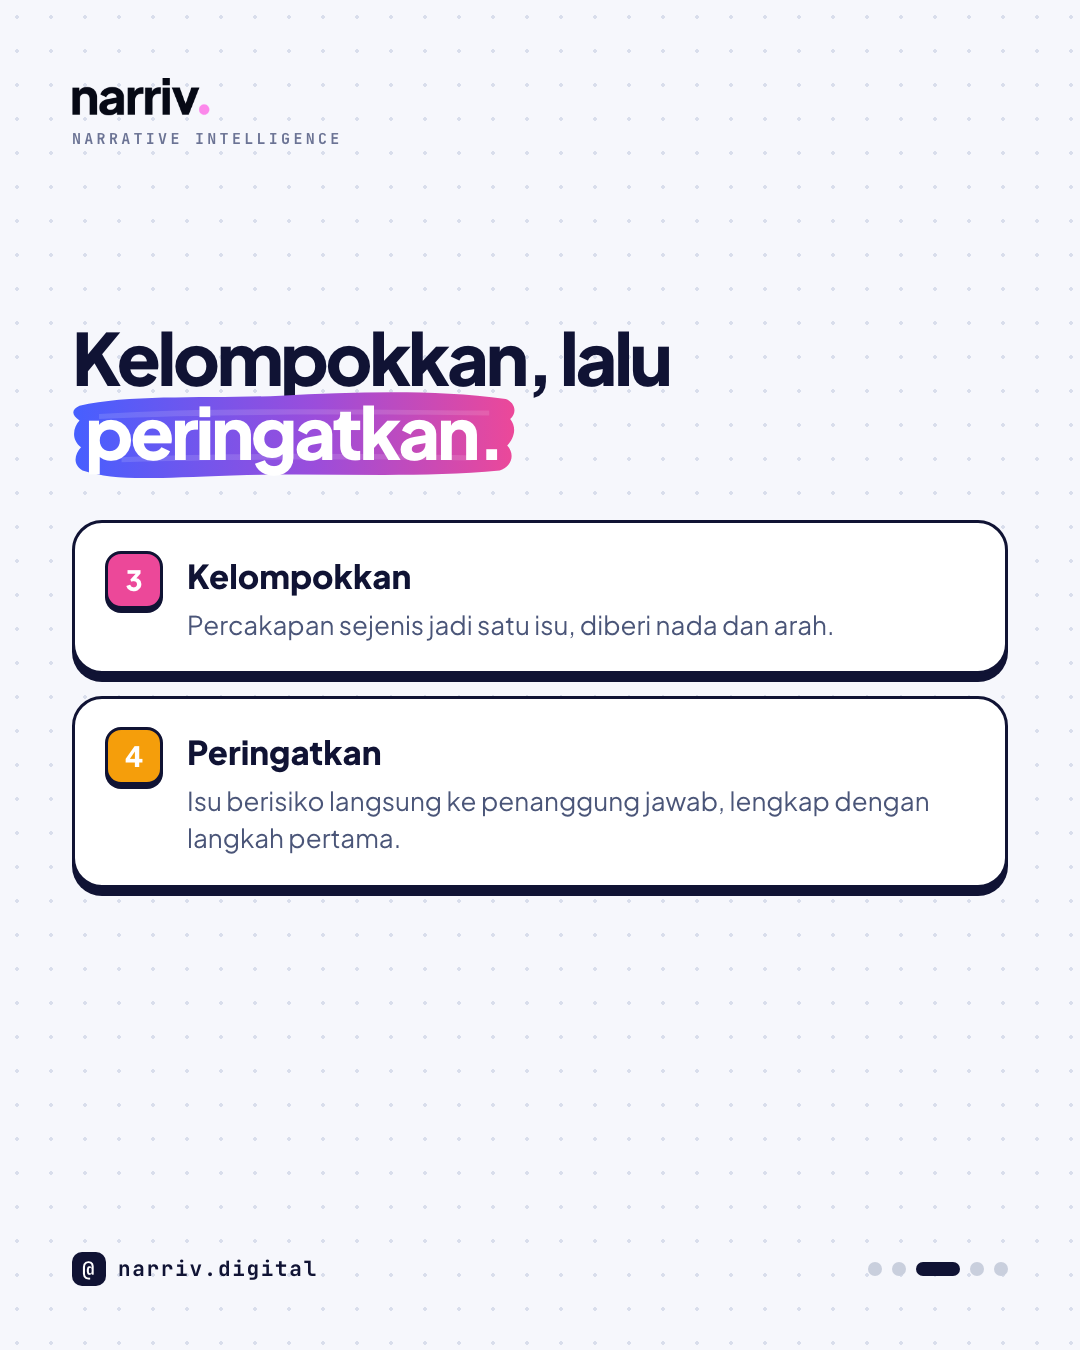 narriv.
NARRATIVE INTELLIGENCE
Kelompokkan, lalu
peringatkan.
3
Kelompokkan
Percakapan sejenis jadi satu isu, diberi nada dan arah.
4
Peringatkan
Isu berisiko langsung ke penanggung jawab, lengkap dengan
langkah pertama.
@ narriv.digital